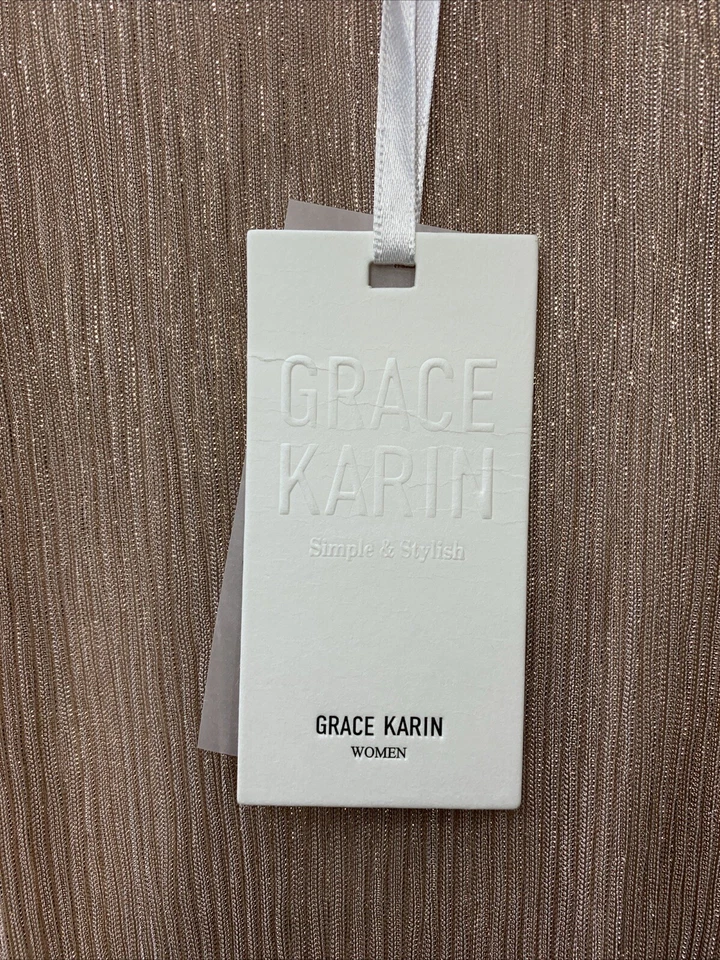 GRACE
KARIN
Simple & Stylish
GRACE KARIN
WOMEN